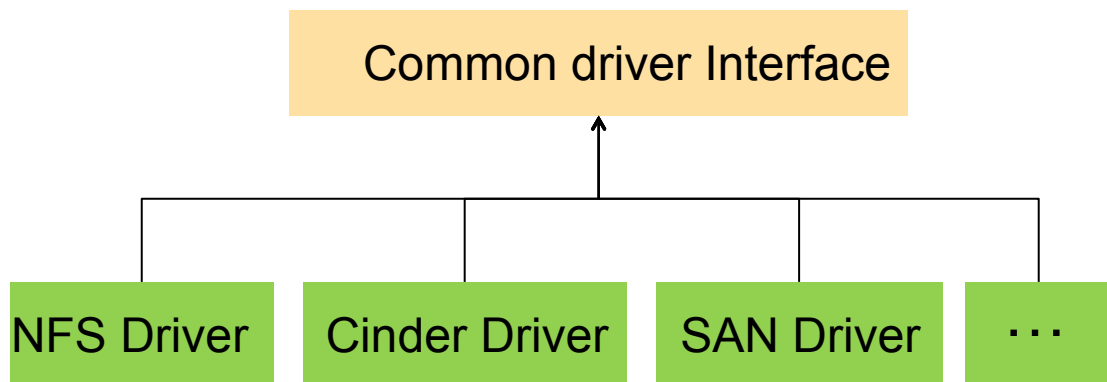 Common driver Interface
NFS Driver
Cinder Driver
SAN Driver
...